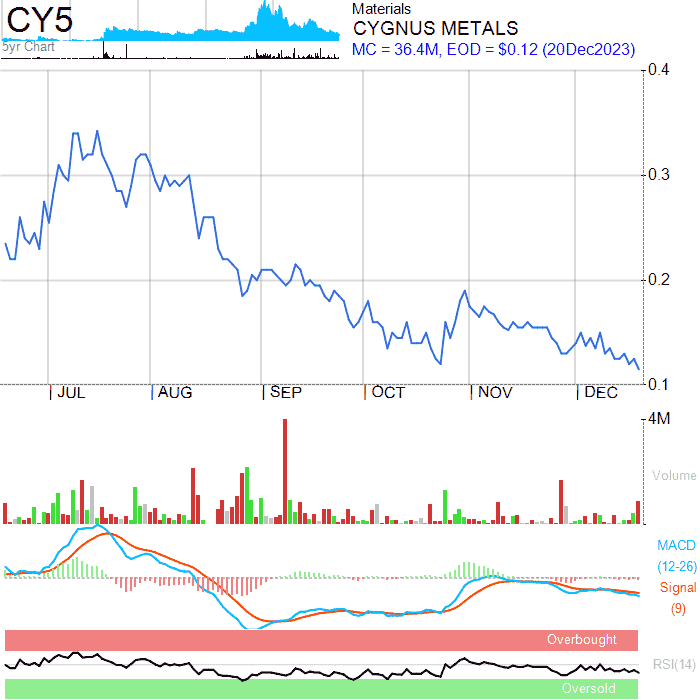 CY5
5yr Chart
Materials
CYGNUS METALS
MC = 36.4M, EOD = $0.12 (20Dec2023)
0.4
0.3
0.2
0.1
JUL AUG SEP OCT NOV DEC
4M
Volume
MACD
(12-26)
Signal
(9)
Overbought
RSI(14)
Oversold